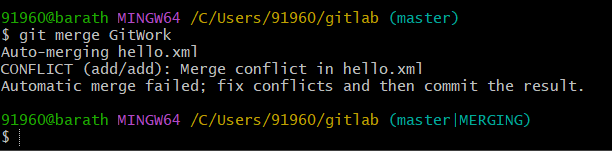 91960@barath MINGW64 /C/Users/91960/gitlab (master)
$ git merge GitWork
Auto-merging hello.xml
CONFLICT (add/add): Merge conflict in hello.xml
Automatic merge failed; fix conflicts and then commit the result.
91960@barath MINGW64 /C/Users/91960/gitlab (master|MERGING)
$